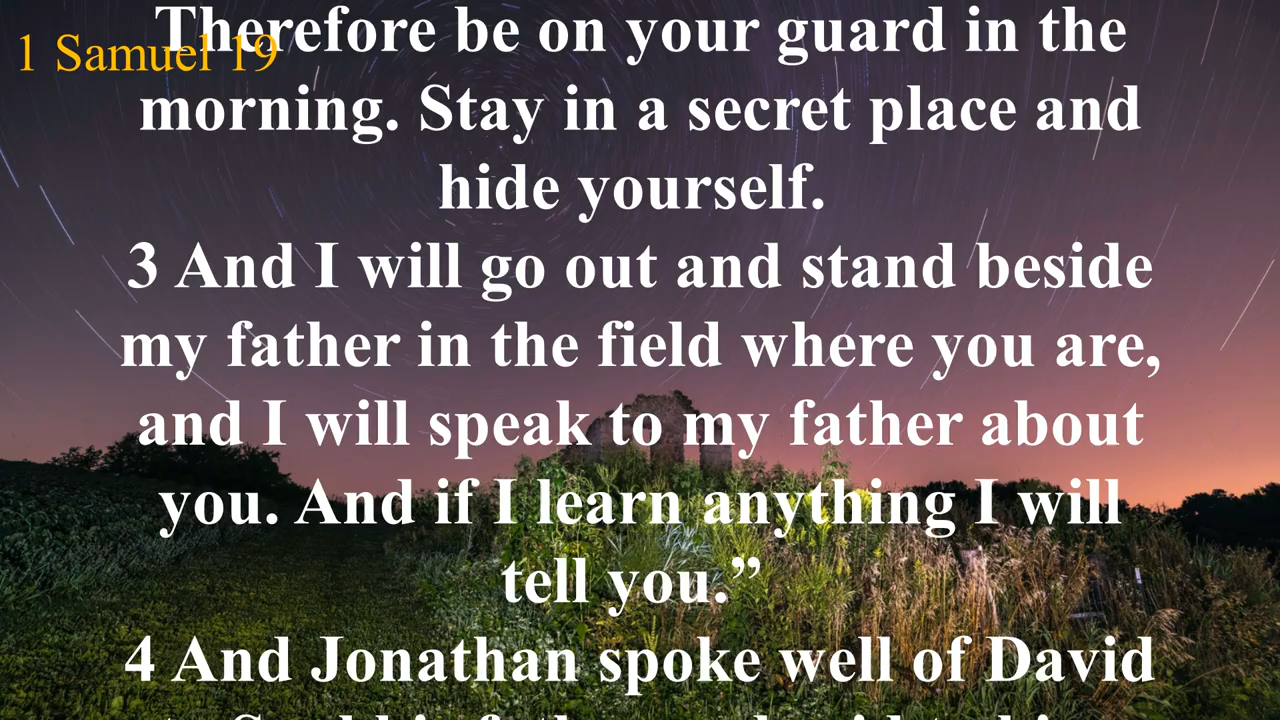 1 Samuel 19
Therefore be on your guard in the
morning. Stay in a secret place and
hide yourself.
3 And I will go out and stand beside
my father in the field where you are,
and I will speak to my father about
you. And if I learn anything I will
tell you.”
4 And Jonathan spoke well of David